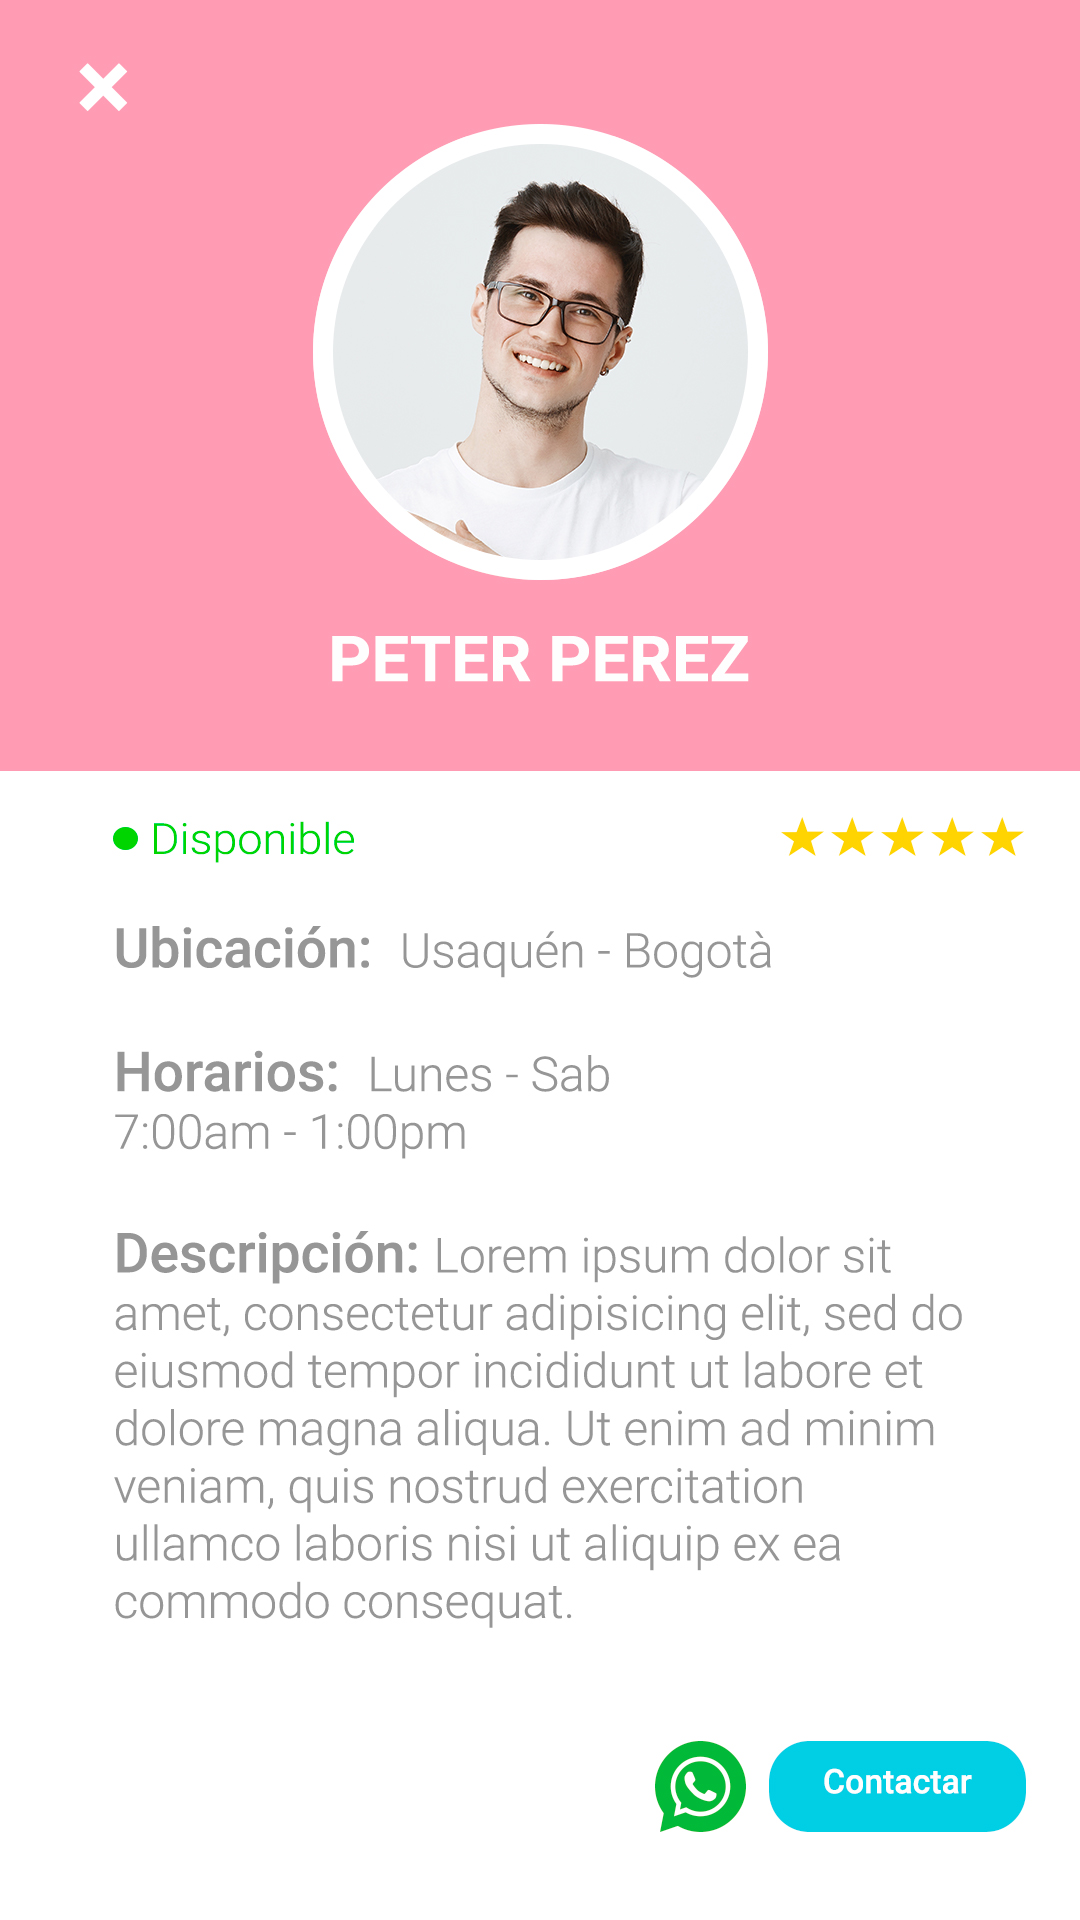 PETER PEREZ
Disponible
Ubicación: Usaquén - Bogotà
Horarios: Lunes - Sab
7:00am - 1:00pm
Descripción: Lorem ipsum dolor sit
amet, consectetur adipisicing elit, sed do
eiusmod tempor incididunt ut labore et
dolore magna aliqua. Ut enim ad minim
veniam, quis nostrud exercitation
ullamco laboris nisi ut aliquip ex ea
commodo consequat.
Contactar